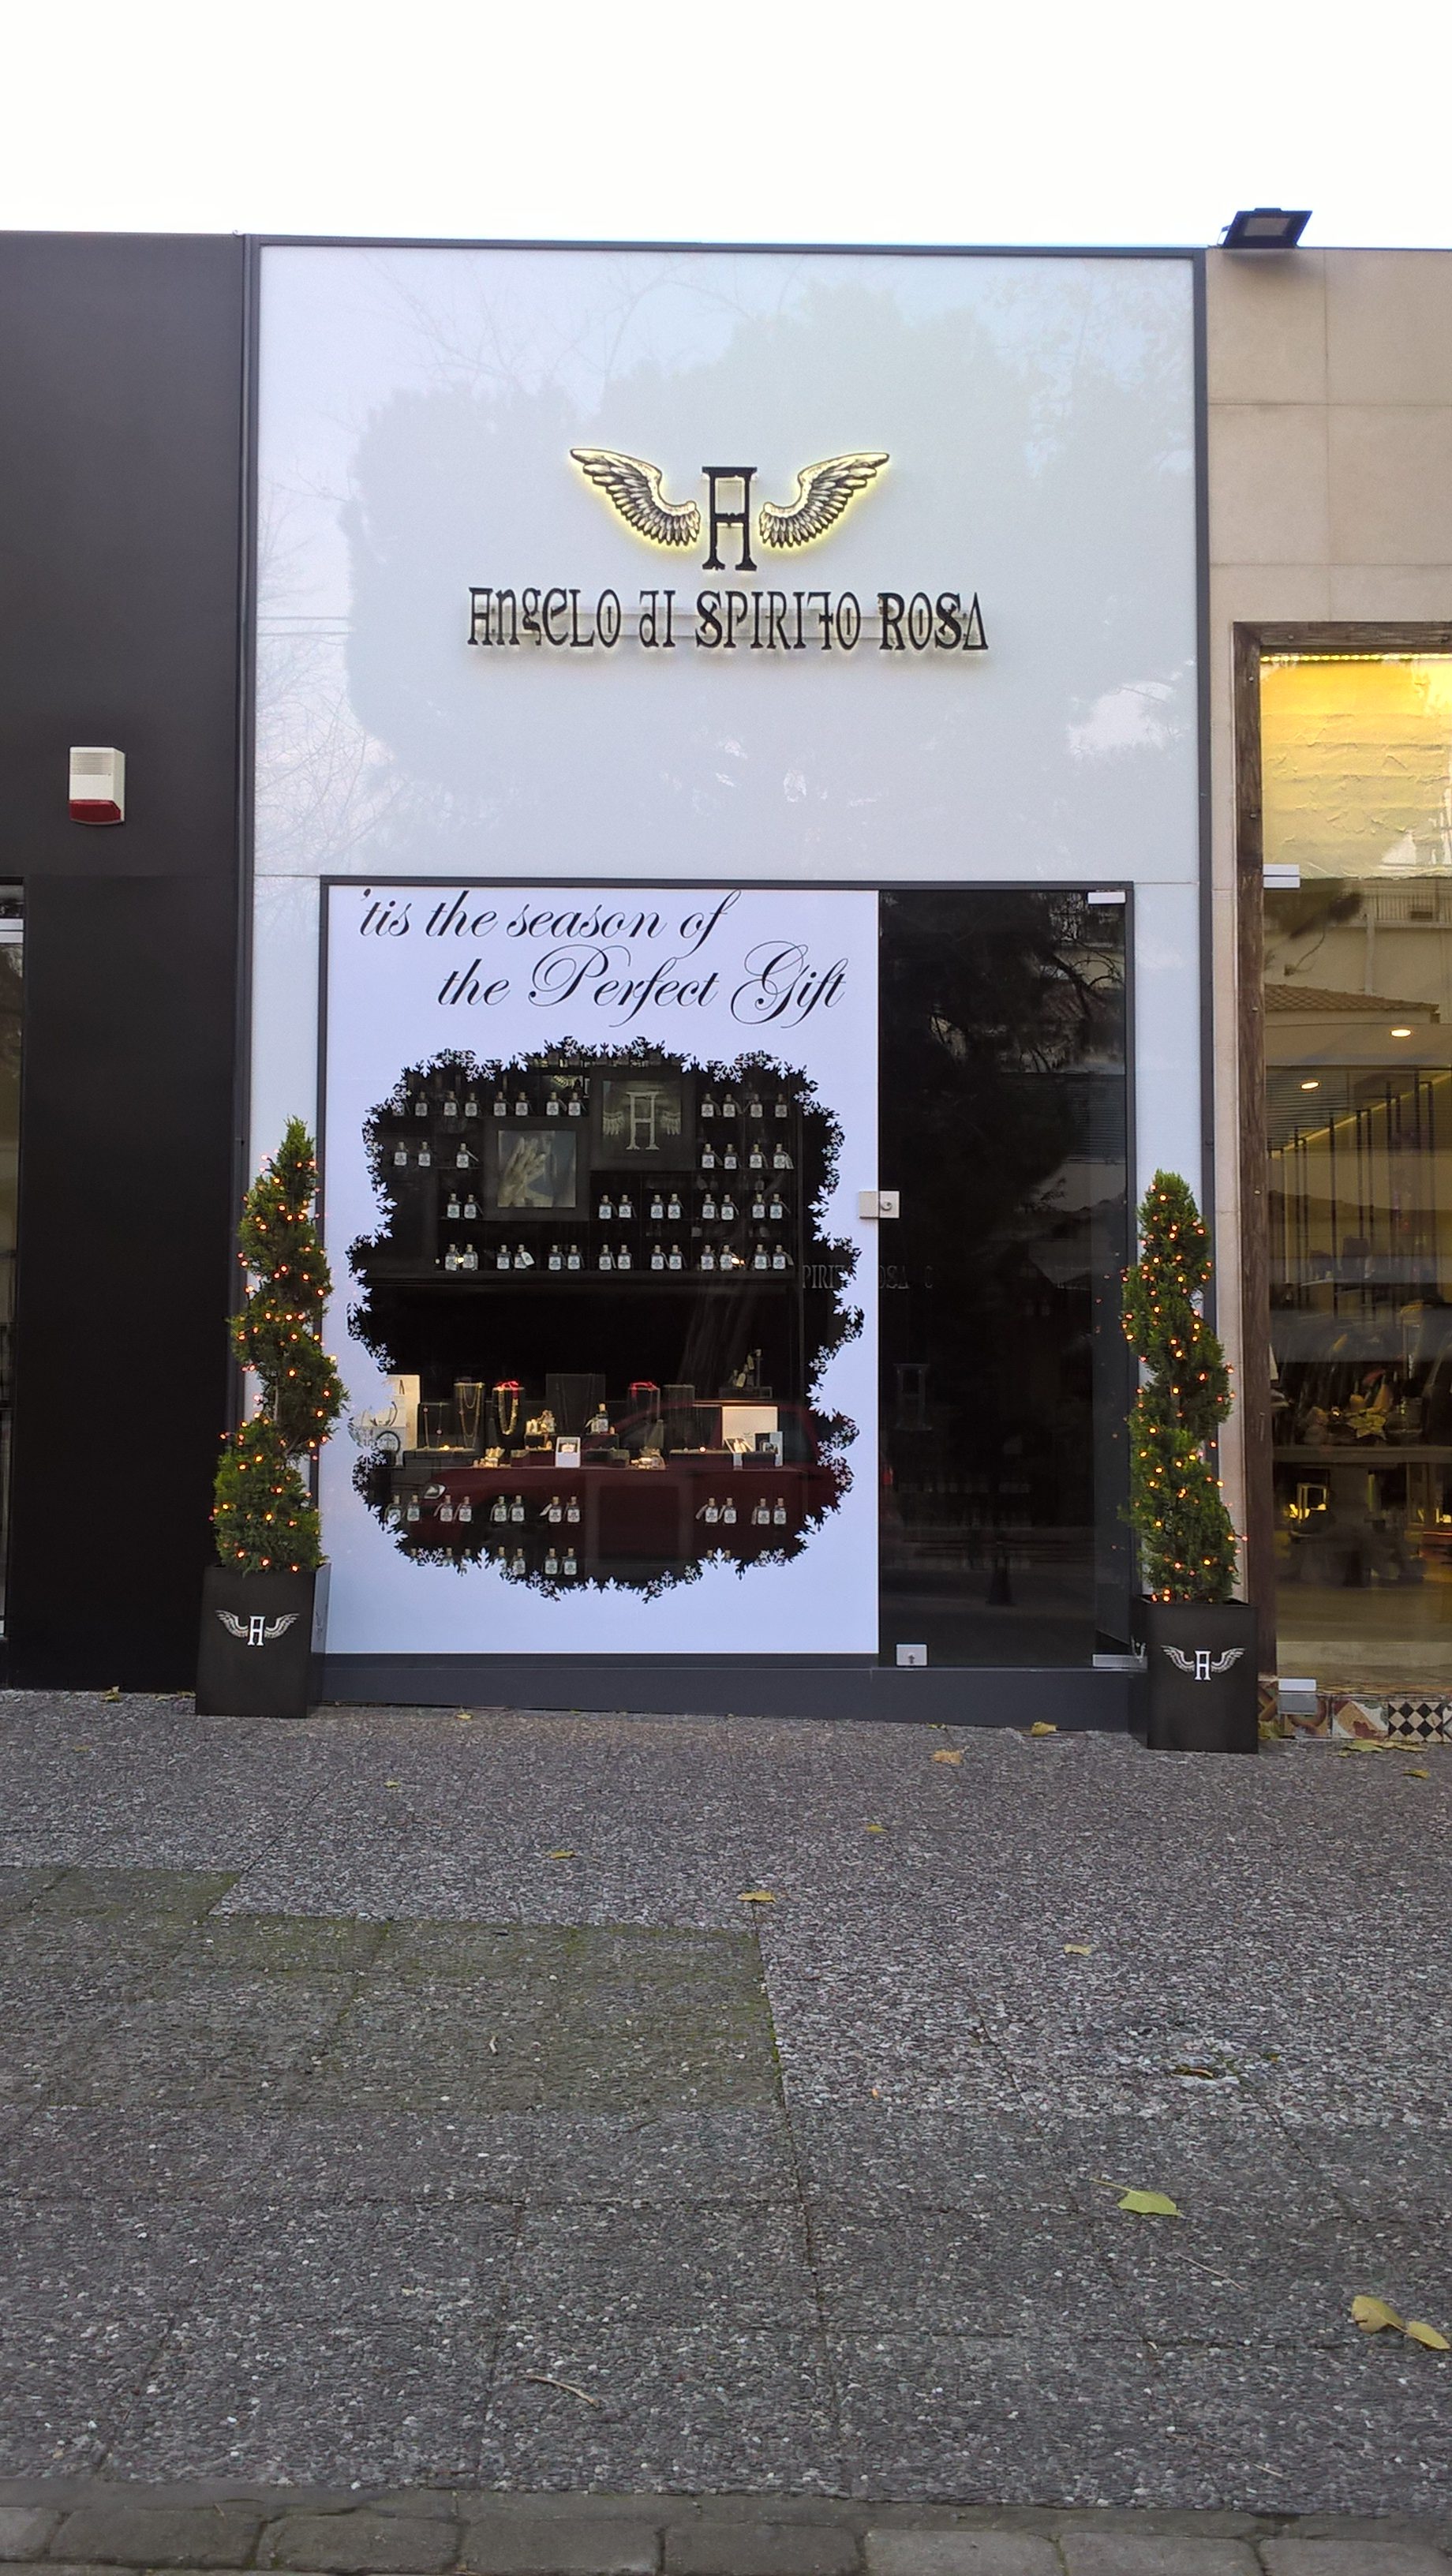 A
ANGELO dI SPIRITO ROSA
'tis the season of
the Perfect Gift
A
A
A